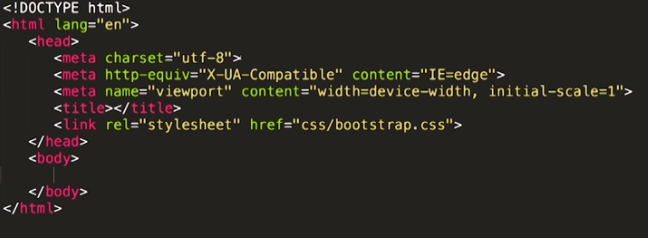 <!DOCTYPE html>
<html lang="en">
<head>
<meta charset="utf-8">
<meta http-equiv="X-UA-Compatible" content="IE=edge">
<meta name="viewport" content="width=device-width, initial-scale=1">
<title></title>
<link rel="stylesheet" href="css/bootstrap.css">
</head>
<body>
</body>
</html>